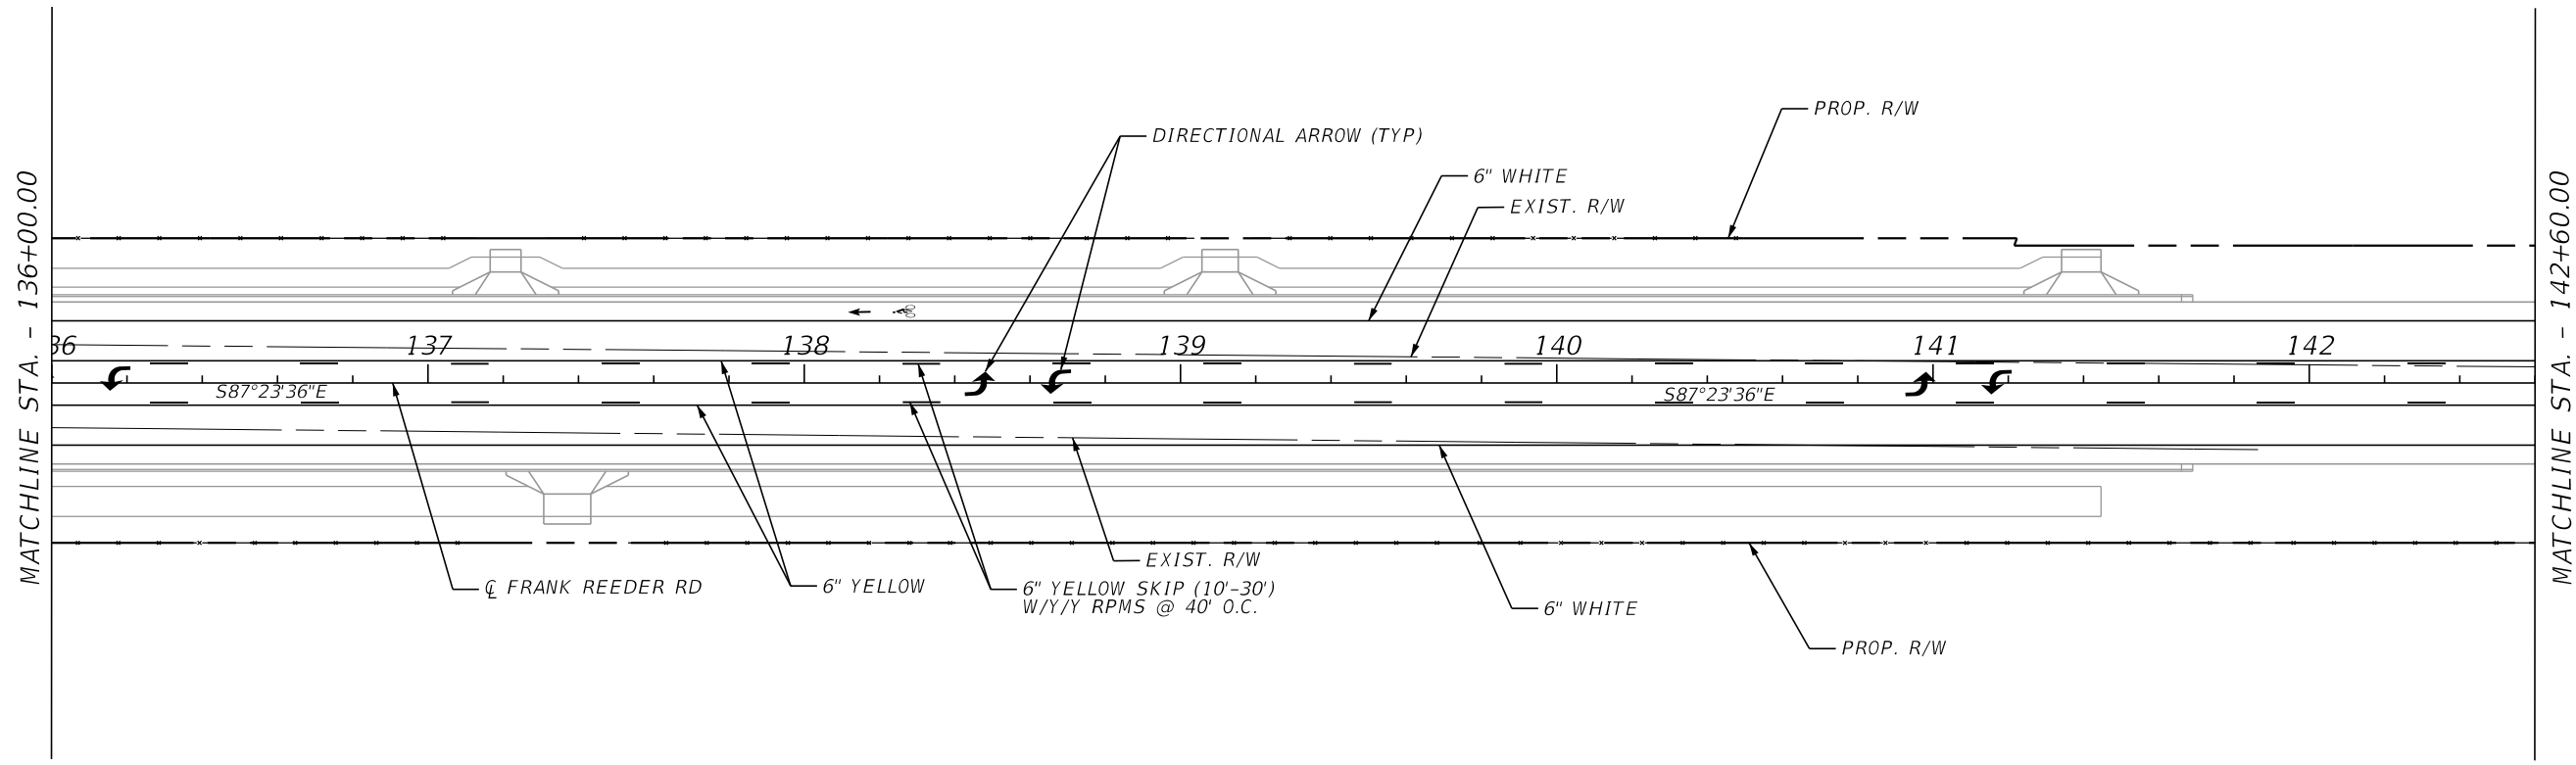 PROP. R/W
DIRECTIONAL ARROW (TYP)
6" WHITE
EXIST. R/W
MATCHLINE STA. - 136+00.00
MATCHLINE STA. - 142+60.00
36 137 138 139 140 141 142
S87°23'36"E S87°23'36"E
EXIST. R/W
℄ FRANK REEDER RD
6" YELLOW
6" YELLOW SKIP (10'-30')
W/Y/Y RPMS @ 40' O.C.
6" WHITE
PROP. R/W